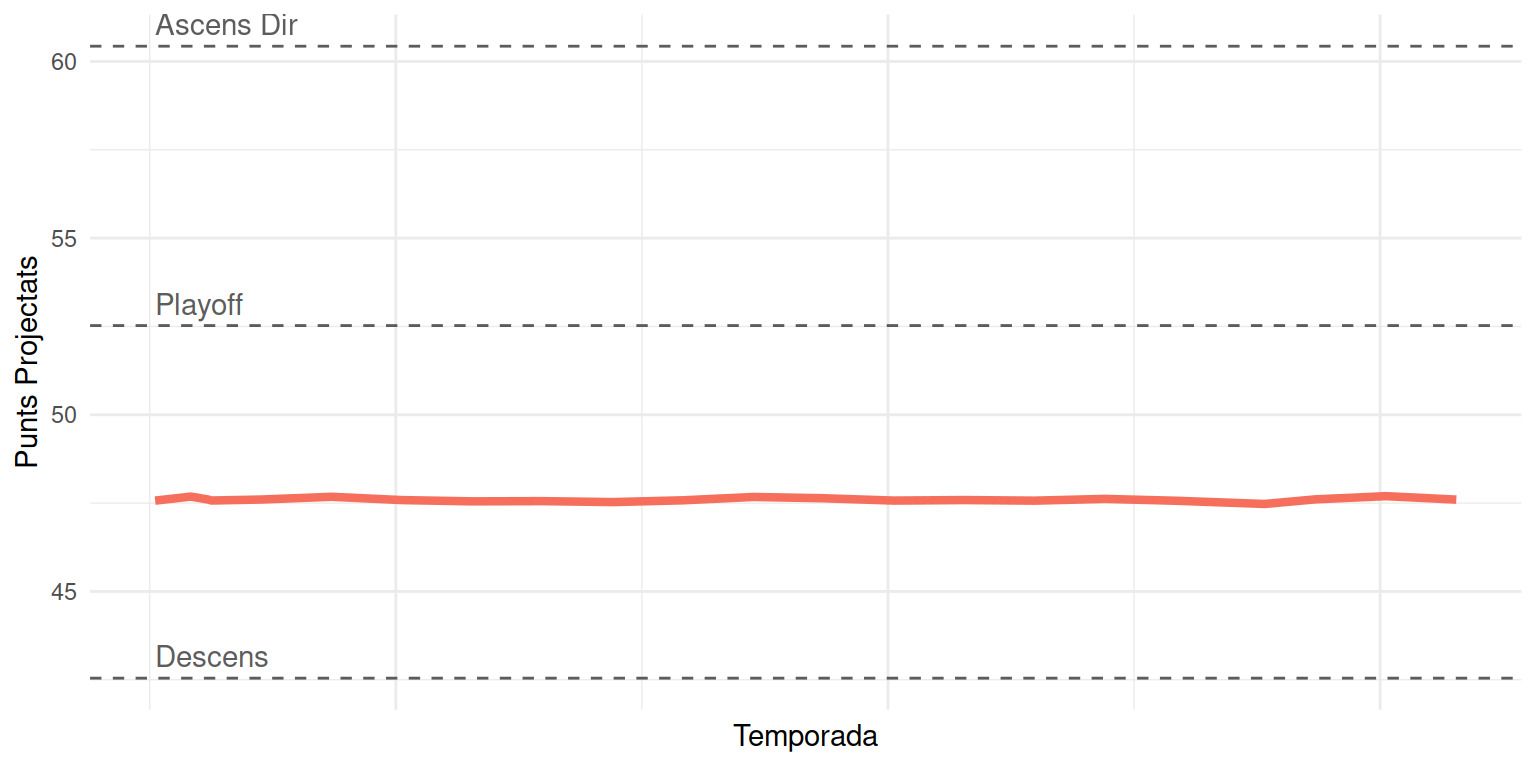 Ascens Dir
60
55
Playoff
50
45
Descens
Punts Projectats
Temporada